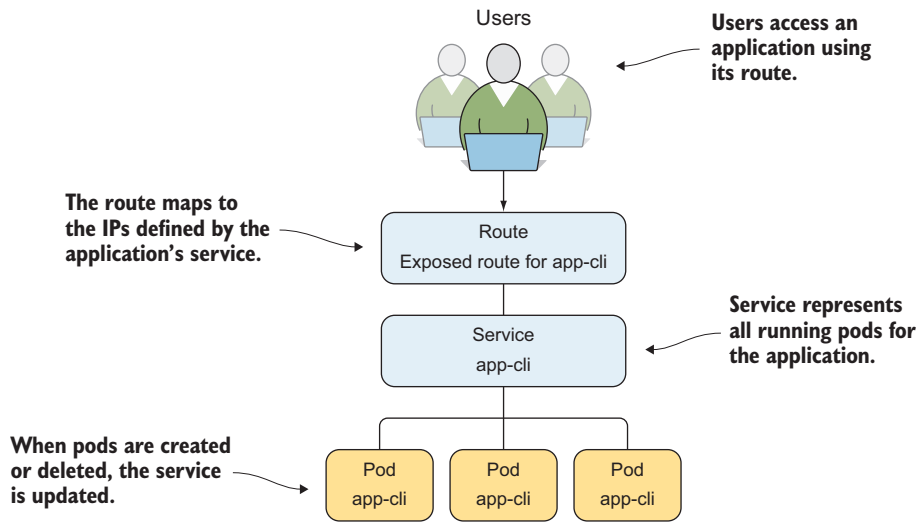 Users
Users access an
application using
its route.
The route maps to
the IPs defined by the
application’s service.
Route
Exposed route for app-cli
Service represents
all running pods for
the application.
Service
app-cli
When pods are created
or deleted, the service
is updated.
Pod
app-cli
Pod
app-cli
Pod
app-cli